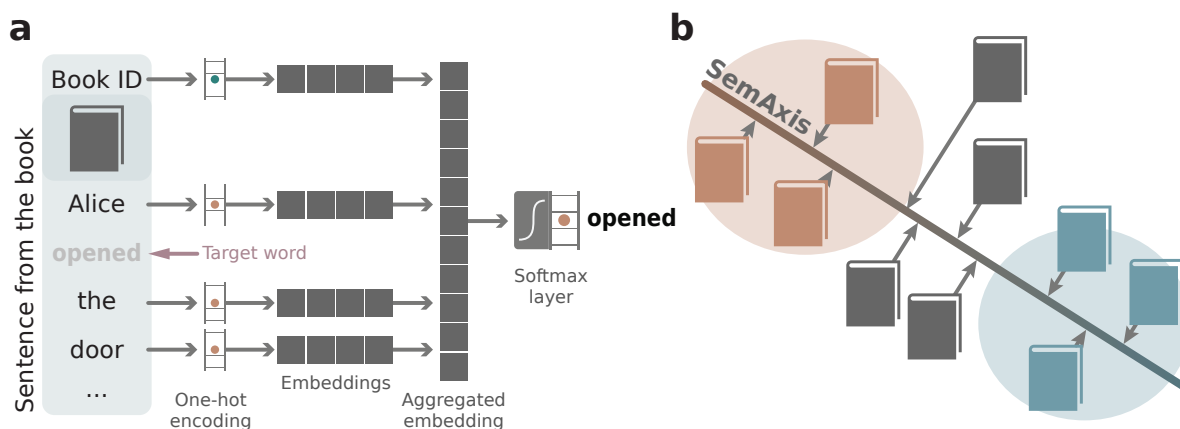 a
Sentence from the book
Book ID
Alice
opened
Target word
the
door
...
One-hot
encoding
Embeddings
Aggregated
embedding
Softmax
layer
opened
b
SemAxis